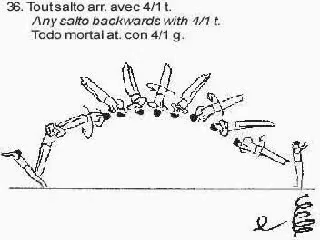 36. Tout salto arr. avec 4/1 t.
Any salto backwards with 4/1 t.
Todo mortal at. con 4/1 g.